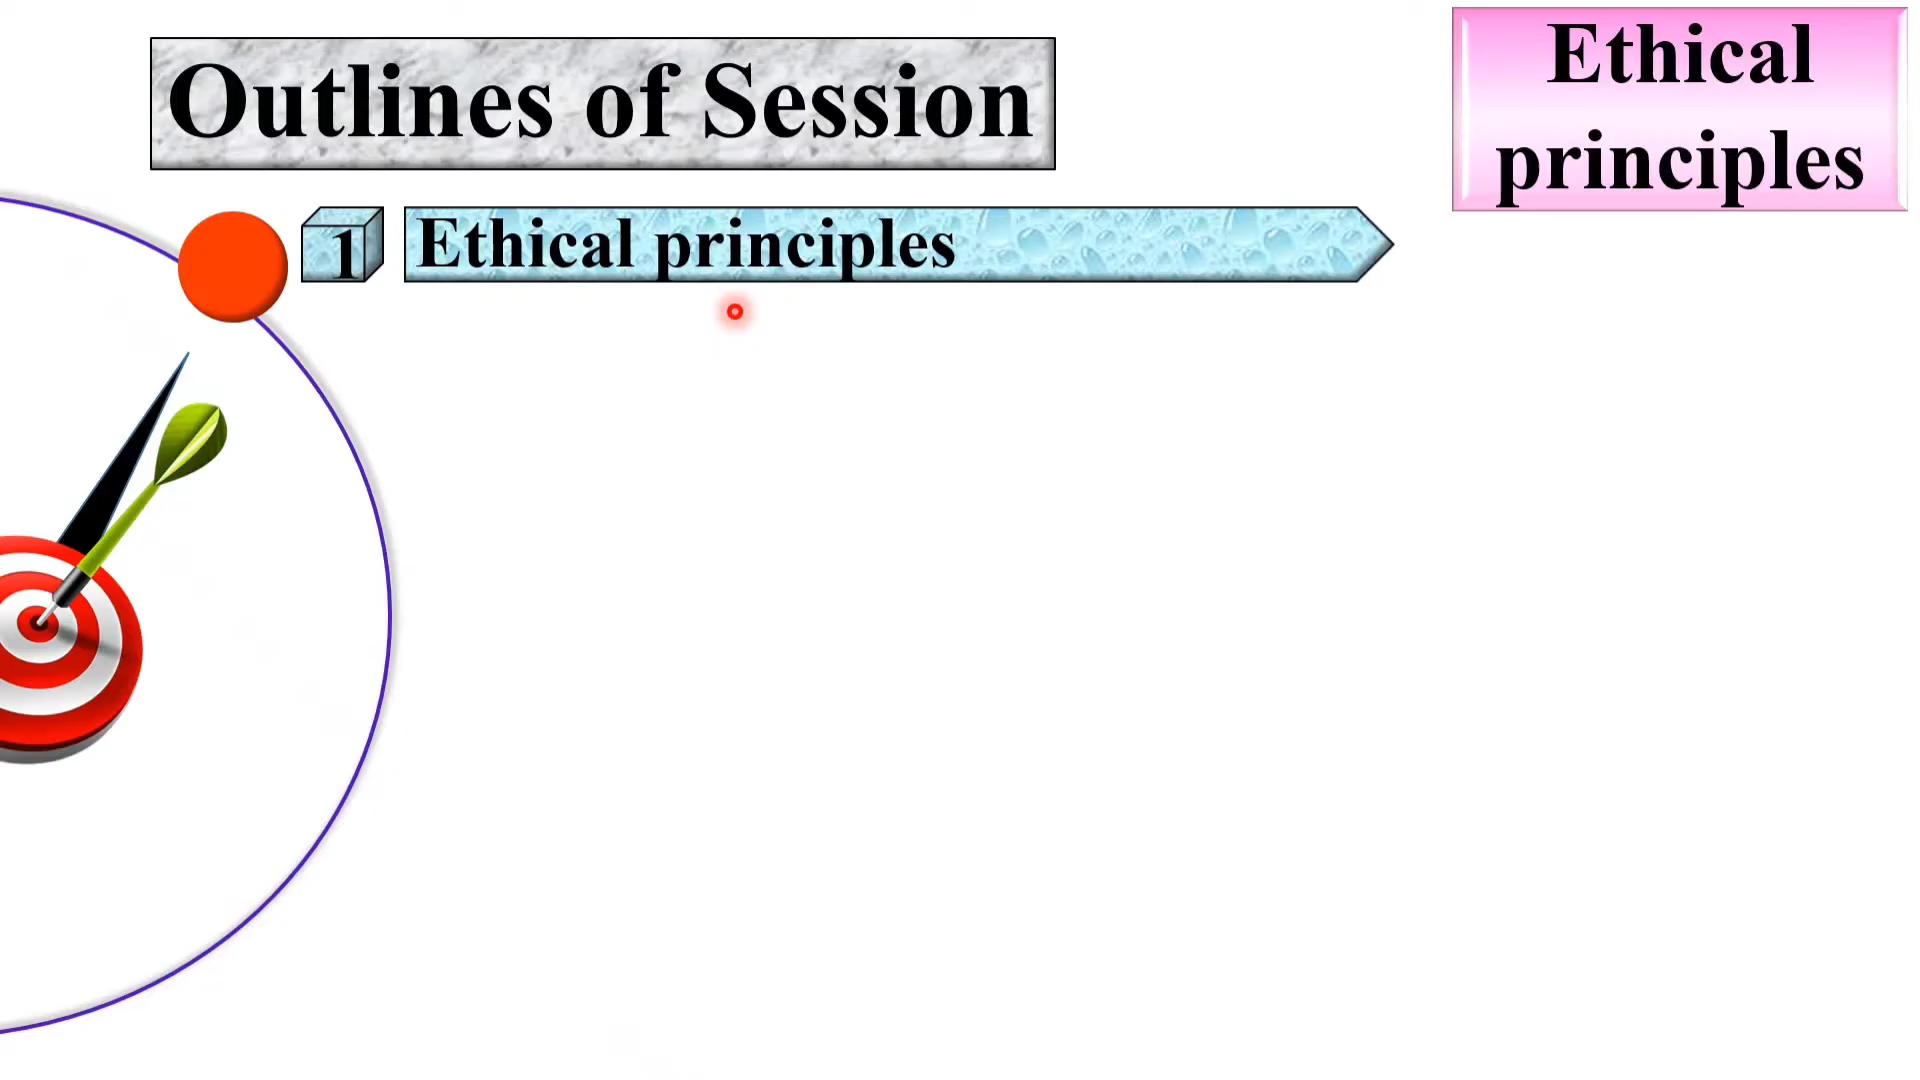 Outlines of Session
Ethical
principles
1
Ethical principles